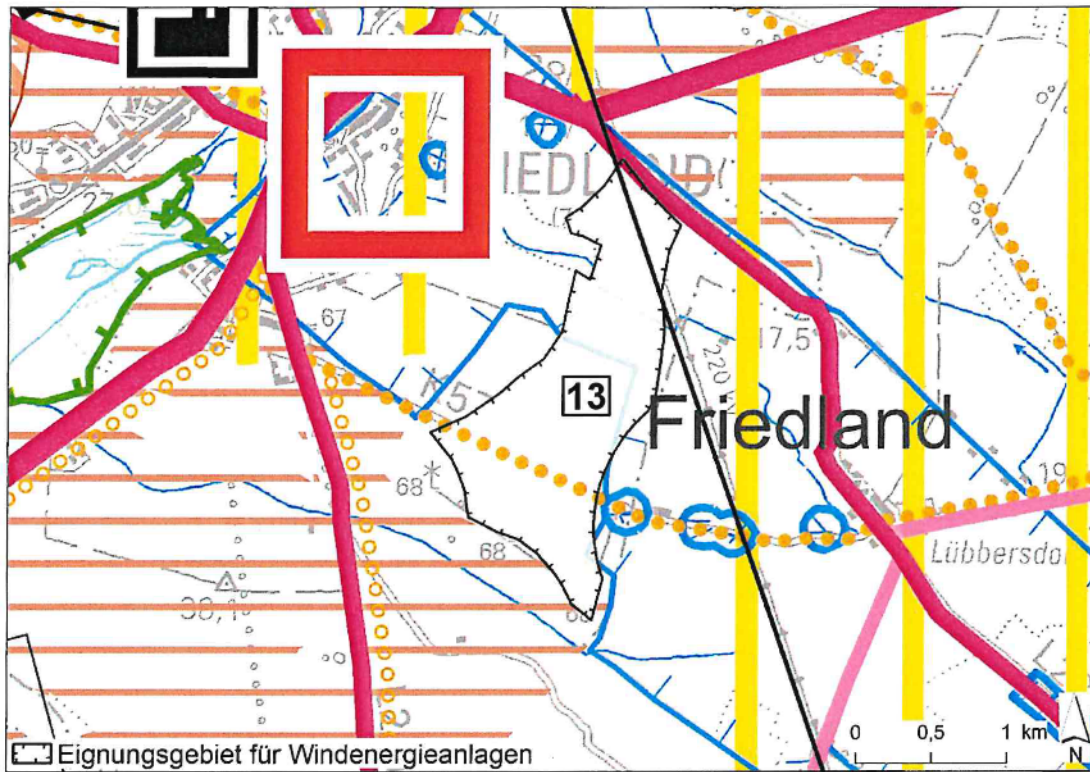 IEDLAND
67
17,5
220
13
Friedland
68
68
19
Lübbersdo
38,1
0 0,5 1 km
N
Eignungsgebiet für Windenergieanlagen